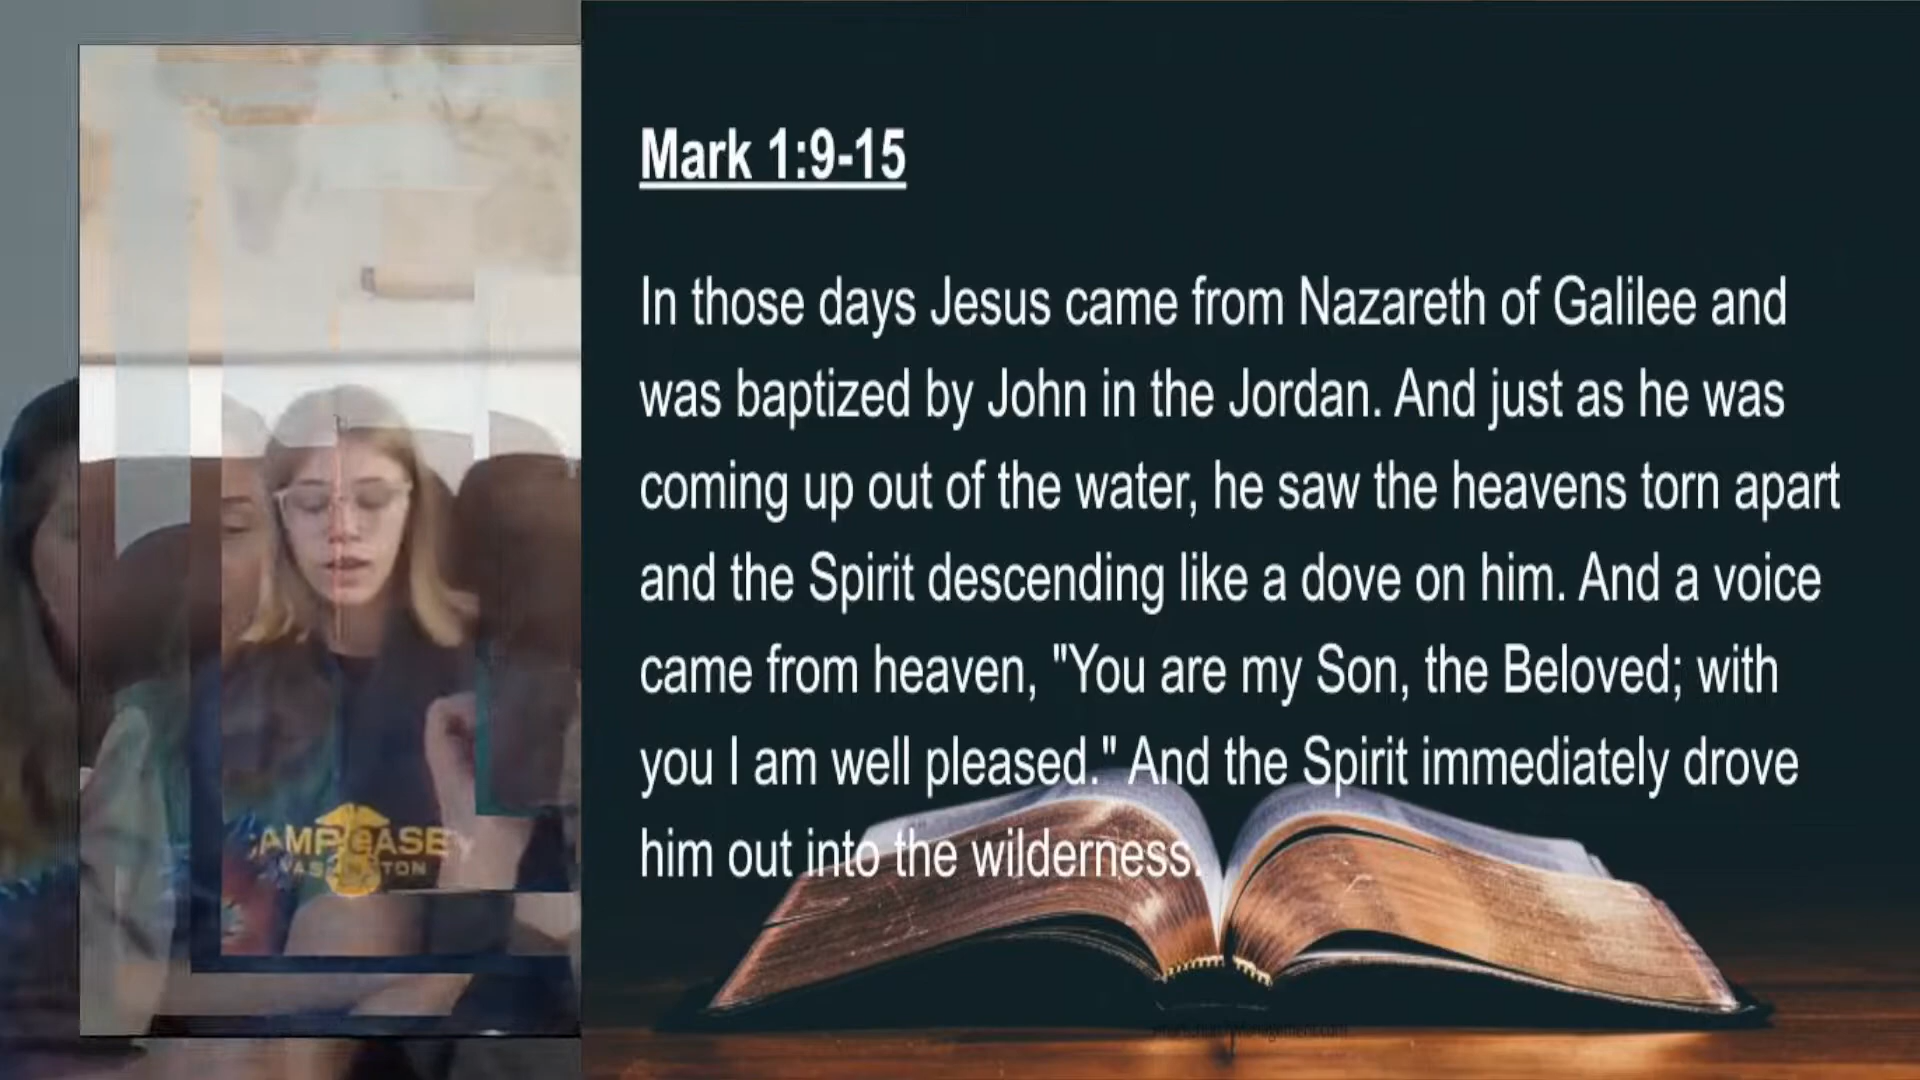 Mark 1:9-15
In those days Jesus came from Nazareth of Galilee and
was baptized by John in the Jordan. And just as he was
coming up out of the water, he saw the heavens torn apart
and the Spirit descending like a dove on him. And a voice
came from heaven, "You are my Son, the Beloved; with
you I am well pleased." And the Spirit immediately drove
him out into the wilderness.